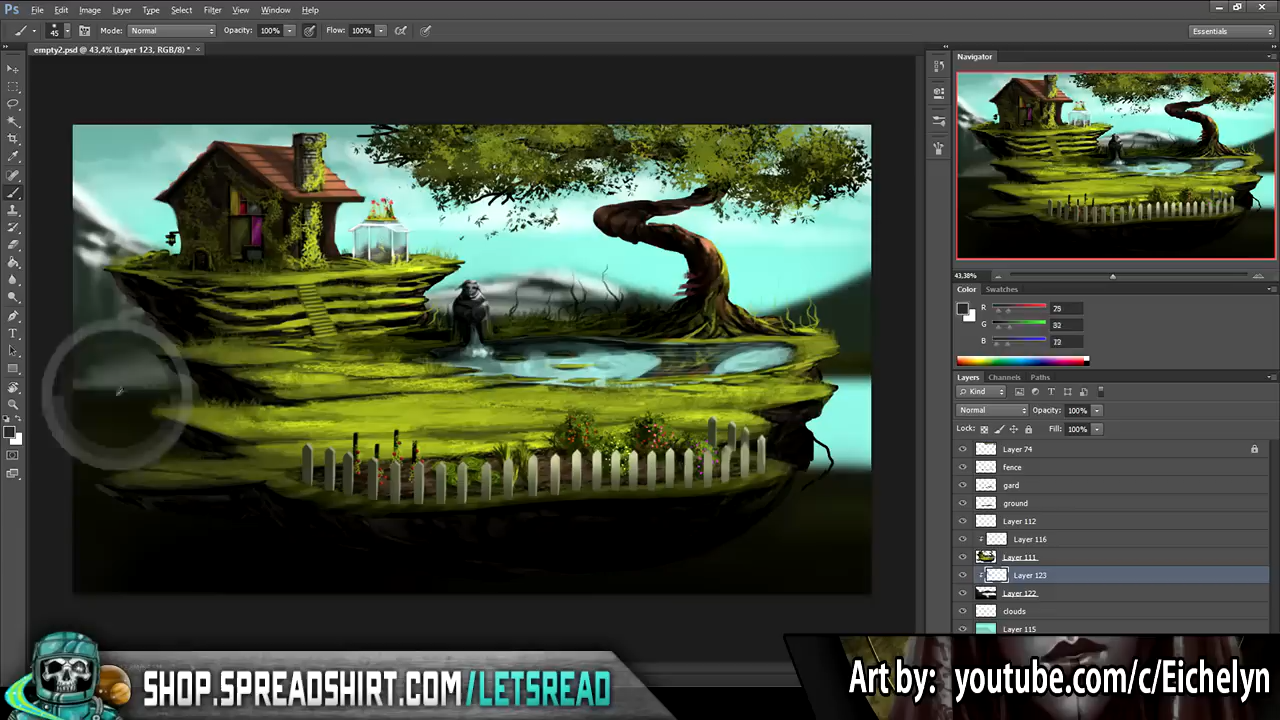 Ps File Edit Image Layer Type Select Filter View Window Help
45 Mode: Normal Opacity: 100% Flow: 100% Essentials
empty2.psd @ 43,4% (Layer 123, RGB/8) * ×
Navigator
43,38%
Color Swatches
R
G
B
Layers Channels Paths
Kind
Normal Opacity: 100%
Lock: Fill: 100%
Layer 74
fence
gard
ground
Layer 112
Layer 116
Layer 111
Layer 123
Layer 122
clouds
Layer 115
SHOP.SPREADSHIRT.COM/LETSREAD
Art by: youtube.com/c/Eichelyn